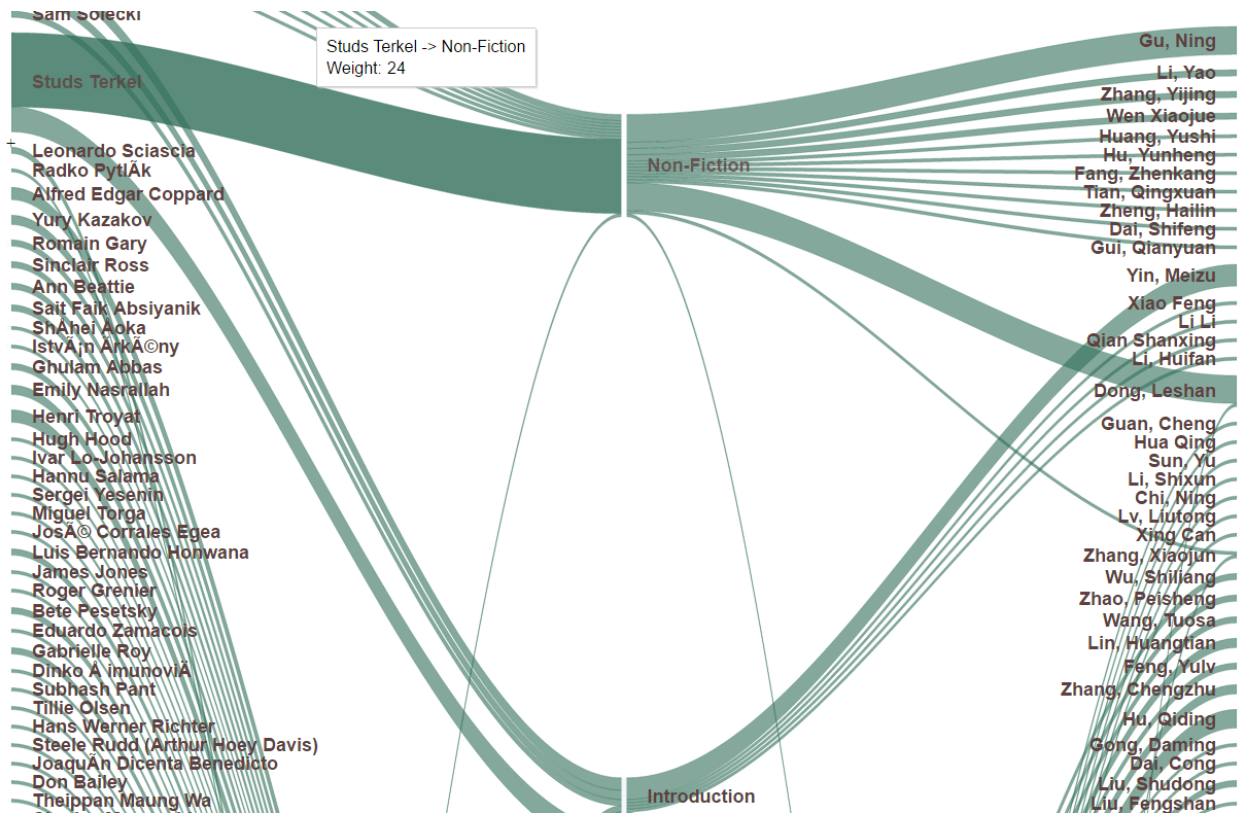 Sam Solecki
Studs Terkel -> Non-Fiction
Weight: 24
Studs Terkel
Leonardo Sciascia
Radko PytlÃ­k
Alfred Edgar Coppard
Yury Kazakov
Romain Gary
Sinclair Ross
Ann Beattie
Sait Faik Absiyanik
ShÅhei Åoka
IstvÃ¡n ÃrkÃ©ny
Ghulam Abbas
Emily Nasrallah
Henri Troyat
Hugh Hood
Ivar Lo-Johansson
Hannu Salama
Sergei Yesenin
Miguel Torga
JosÃ© Corrales Egea
Luis Bernando Honwana
James Jones
Roger Grenier
Bete Pesetsky
Eduardo Zamacois
Gabrielle Roy
Dinko Å imunoviÄ
Subhash Pant
Tillie Olsen
Hans Werner Richter
Steele Rudd (Arthur Hoey Davis)
JoaquÃ­n Dicenta Benedicto
Don Bailey
Theippan Maung Wa
Non-Fiction
Introduction
Gu, Ning
Li, Yao
Zhang, Yijing
Wen Xiaojue
Huang, Yushi
Hu, Yunheng
Fang, Zhenkang
Tian, Qingxuan
Zheng, Hailin
Dai, Shifeng
Gui, Qianyuan
Yin, Meizu
Xiao Feng
Li Li
Qian Shanxing
Li, Huifan
Dong, Leshan
Guan, Cheng
Hua Qing
Sun, Yu
Li, Shixun
Chi, Ning
Lv, Liutong
Xing Can
Zhang, Xiaojun
Wu, Shiliang
Zhao, Peisheng
Wang, Tuosa
Lin, Huangtian
Feng, Yulv
Zhang, Chengzhu
Hu, Qiding
Gong, Daming
Dai, Cong
Liu, Shudong
Liu, Fengshan